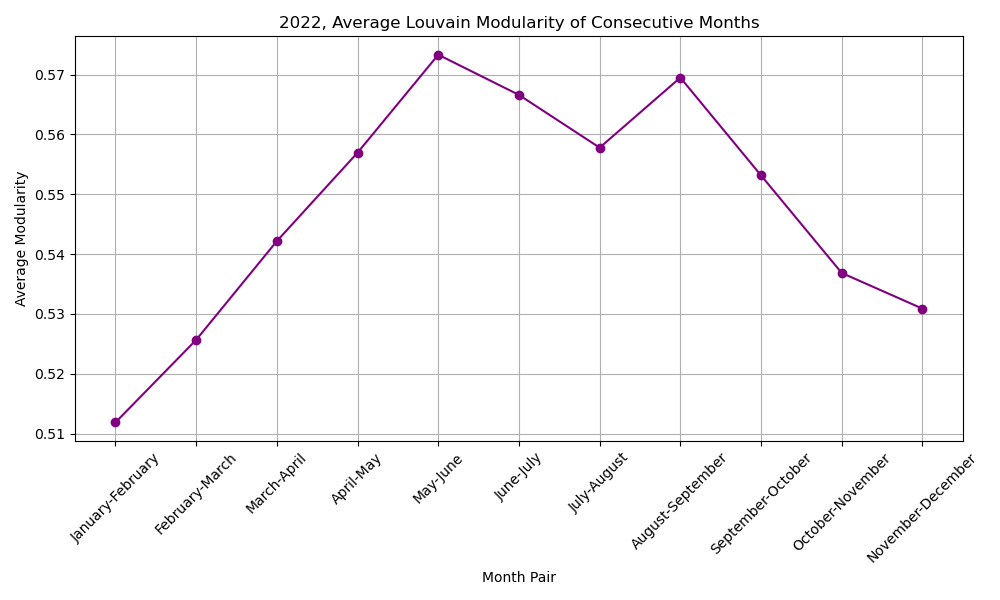 2022, Average Louvain Modularity of Consecutive Months
Average Modularity
0.57
0.56
0.55
0.54
0.53
0.52
0.51
January-February
February-March
March-April
April-May
May-June
June-July
July-August
August-September
September-October
October-November
November-December
Month Pair